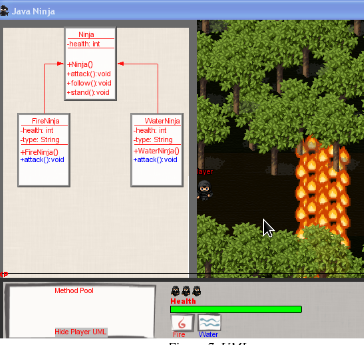 Java Ninja
Ninja
-health: int
+Ninja()
+attack():void
+follow():void
+stand():void
FireNinja
-health, int
-type: String
+FireNinja()
+attack():void
WaterNinja
-health, int
-type: String
+WaterNinja()
+attack():void
Method Pool
Hide Player UML
Health
Fire
Water